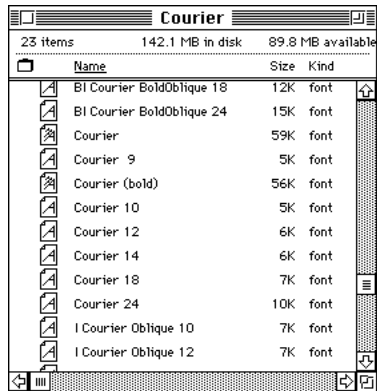 Courier
23 items 142.1 MB in disk 89.8 MB available
Name Size Kind
BI Courier BoldOblique 18 12K font
BI Courier BoldOblique 24 15K font
Courier 59K font
Courier 9 5K font
Courier (bold) 56K font
Courier 10 5K font
Courier 12 6K font
Courier 14 6K font
Courier 18 7K font
Courier 24 10K font
I Courier Oblique 10 7K font
I Courier Oblique 12 7K font